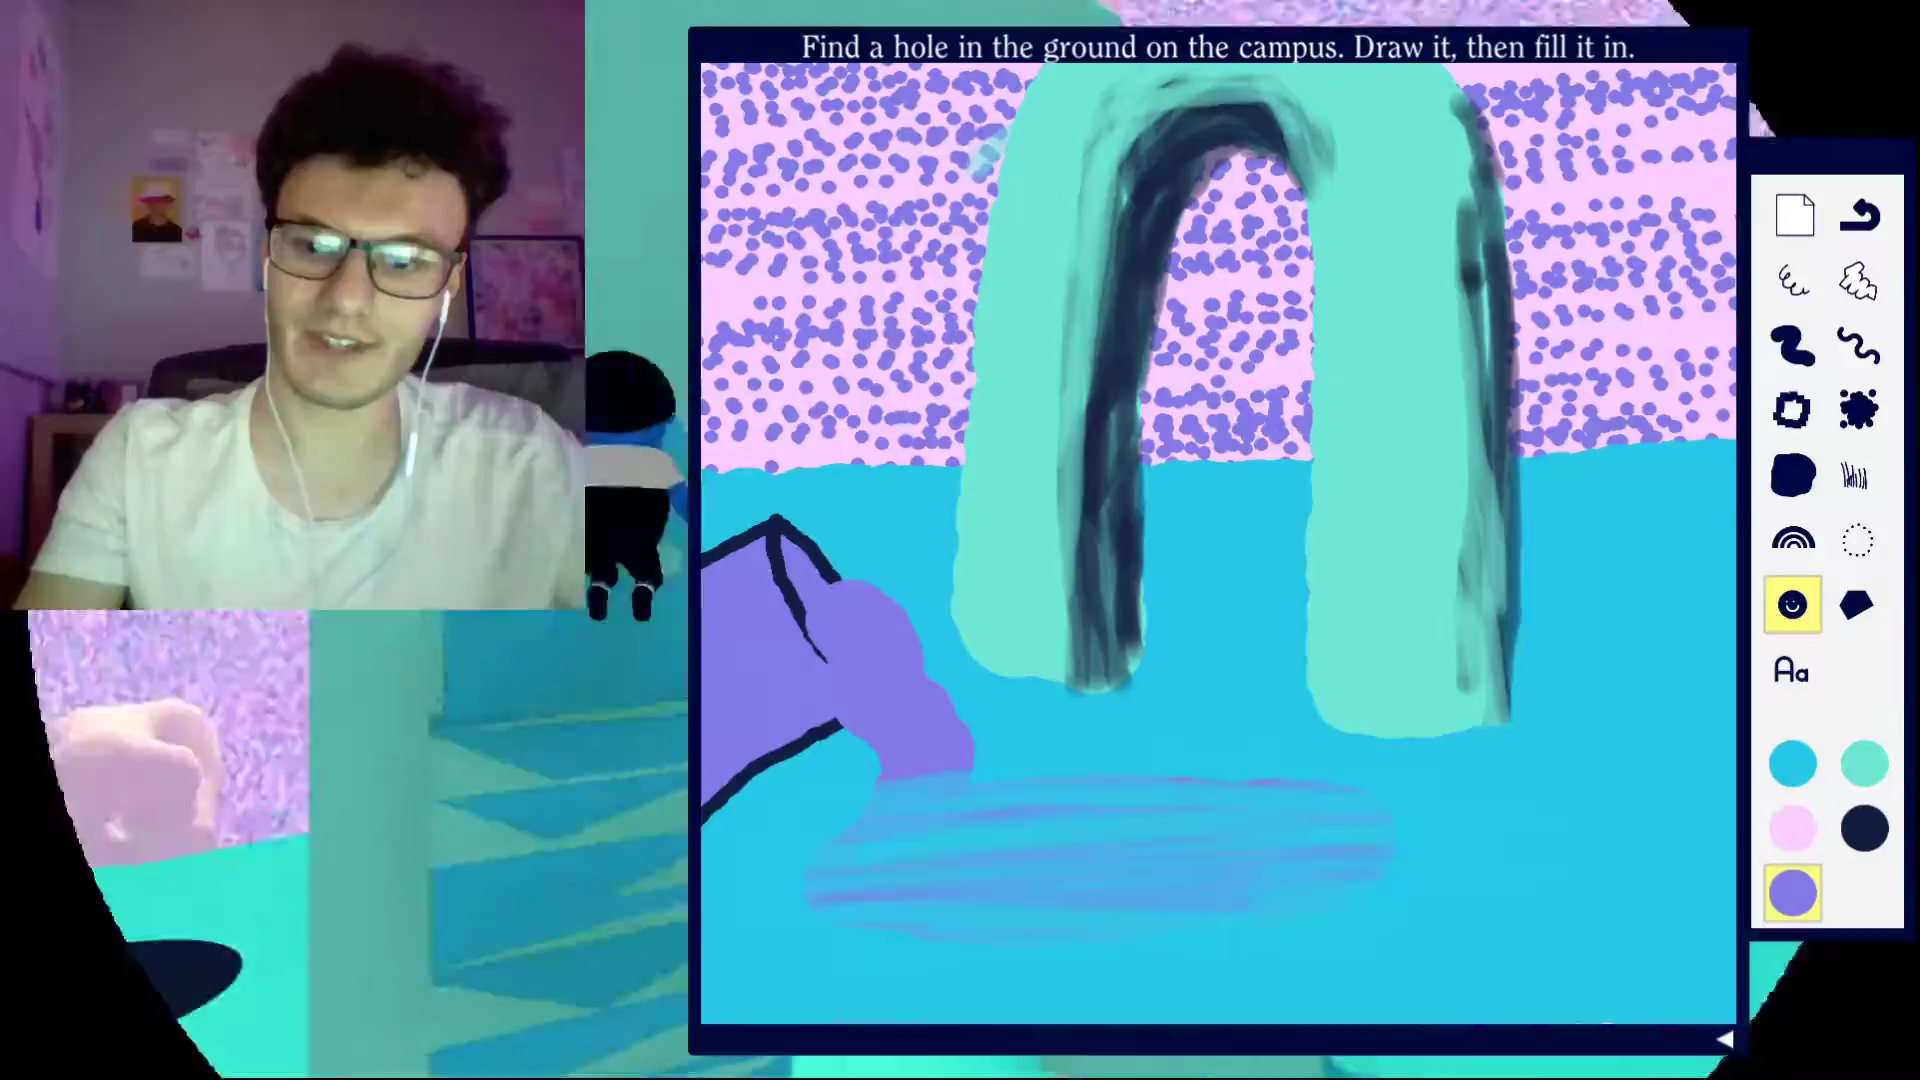 Find a hole in the ground on the campus. Draw it, then fill it in.
Aa